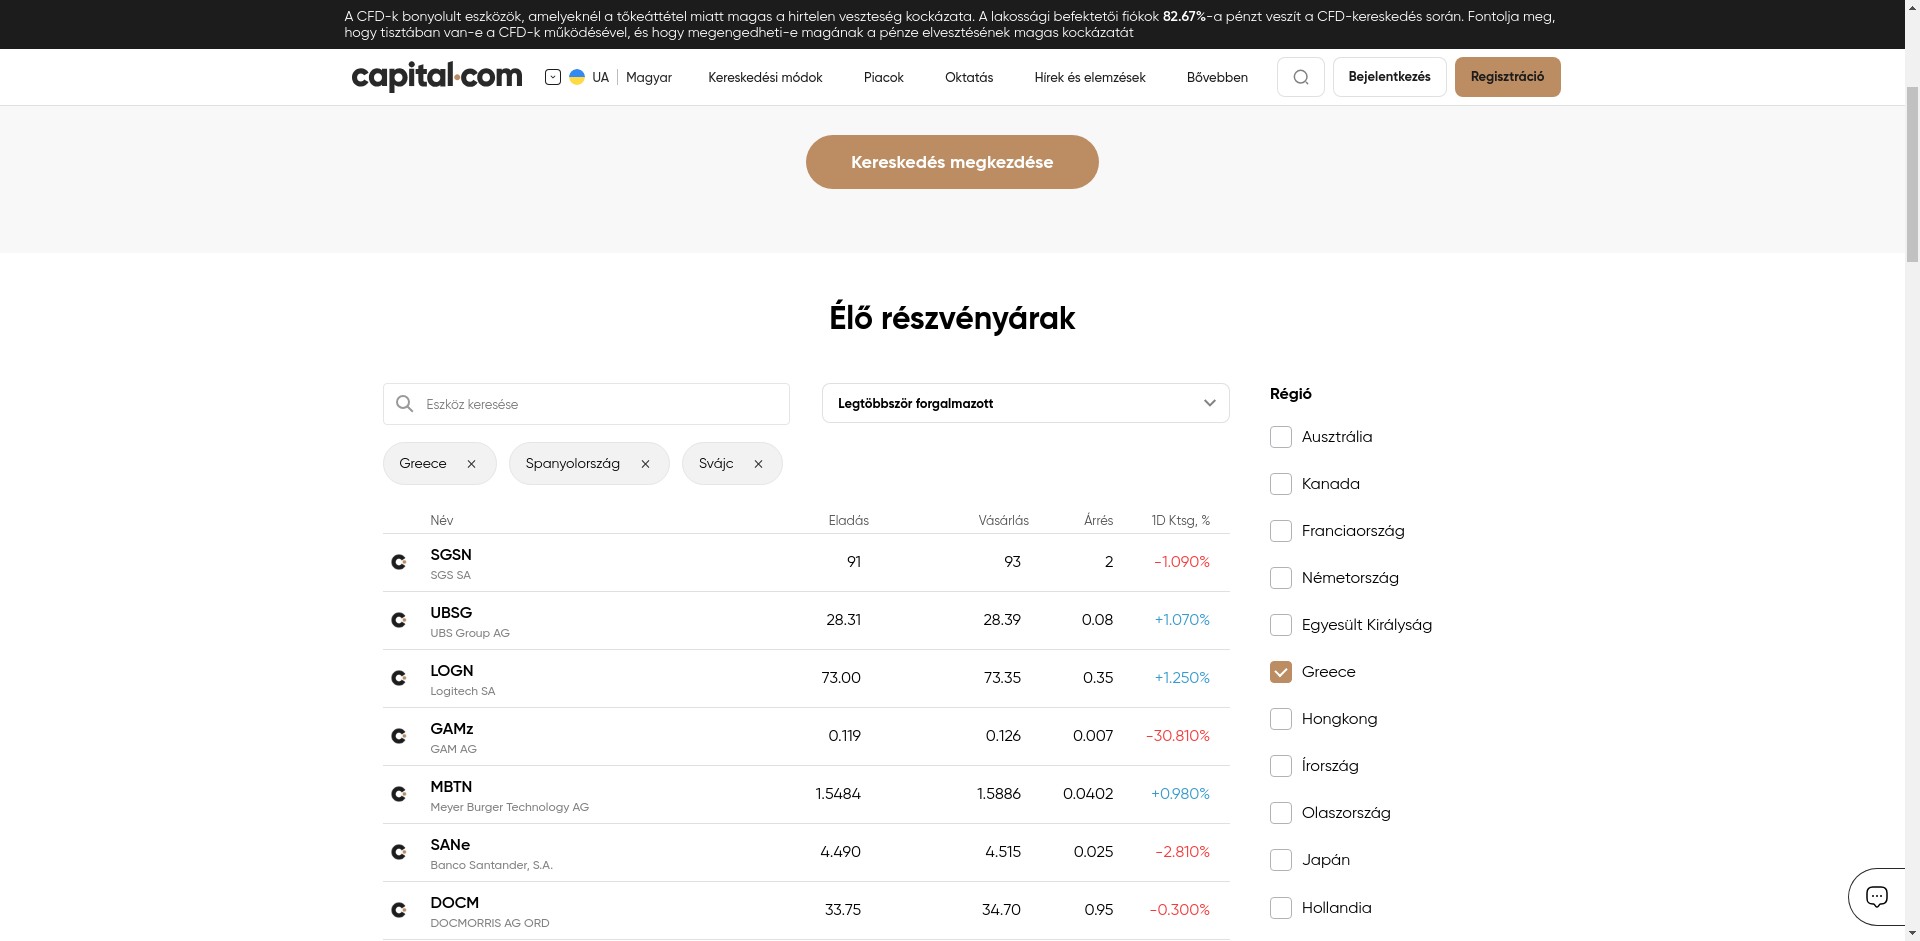 A CFD-k bonyolult eszközök, amelyeknél a tőkeáttétel miatt magas a hirtelen veszteség kockázata. A lakossági befektetői fiókok 82.67%-a pénzt veszít a CFD-kereskedés során. Fontolja meg,
hogy tisztában van-e a CFD-k működésével, és hogy megengedheti-e magának a pénze elvesztésének magas kockázatát
capital.com
UA
Magyar
Kereskedési módok
Piacok
Oktatás
Hírek és elemzések
Bővebben
Bejelentkezés
Regisztráció
Kereskedés megkezdése
Élő részvényárak
Eszköz keresése
Legtöbbször forgalmazott
Greece
Spanyolország
Svájc
Név Eladás Vásárlás Árrés 1D Ktsg, %
SGSN 91 93 2 -1.090%
SGS SA
UBSG 28.31 28.39 0.08 +1.070%
UBS Group AG
LOGN 73.00 73.35 0.35 +1.250%
Logitech SA
GAMz 0.119 0.126 0.007 -30.810%
GAM AG
MBTN 1.5484 1.5886 0.0402 +0.980%
Meyer Burger Technology AG
SANe 4.490 4.515 0.025 -2.810%
Banco Santander, S.A.
DOCM 33.75 34.70 0.95 -0.300%
DOCMORRIS AG ORD
Régió
Ausztrália
Kanada
Franciaország
Németország
Egyesült Királyság
Greece
Hongkong
Írország
Olaszország
Japán
Hollandia